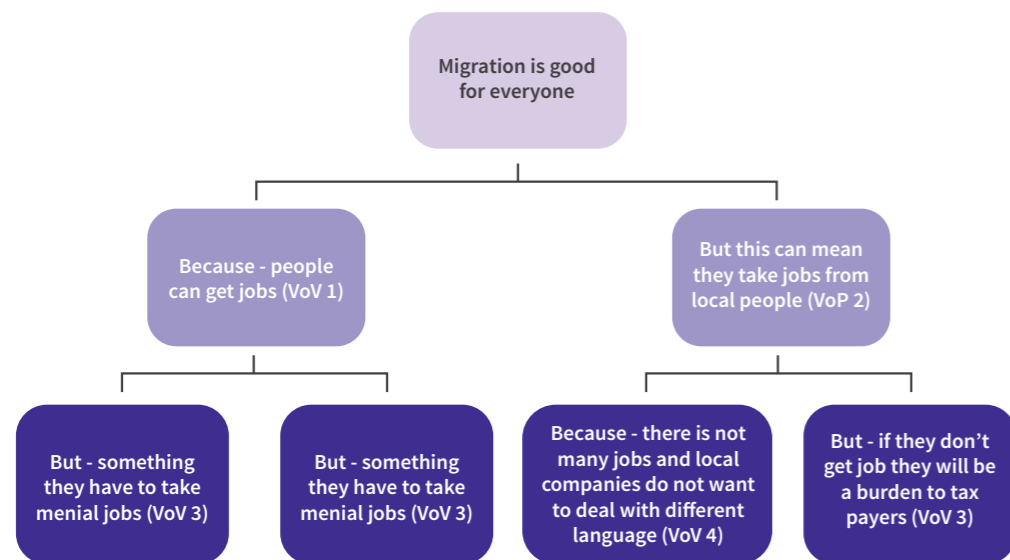 Migration is good
for everyone
Because - people
can get jobs (VoV 1)
But this can mean
they take jobs from
local people (VoP 2)
But - something
they have to take
menial jobs (VoV 3)
But - something
they have to take
menial jobs (VoV 3)
Because - there is not
many jobs and local
companies do not want
to deal with different
language (VoV 4)
But - if they don’t
get job they will be
a burden to tax
payers (VoV 3)